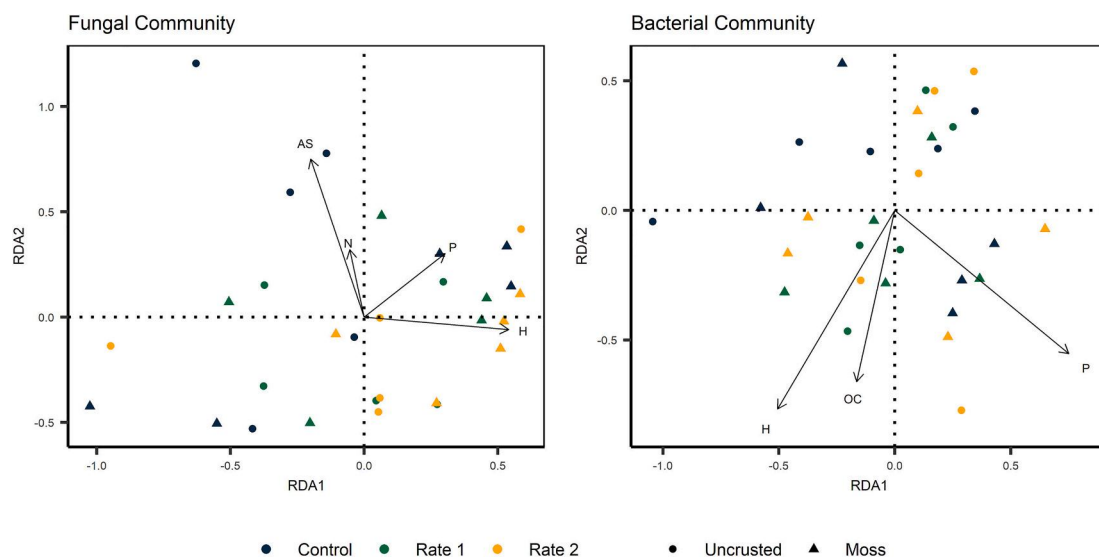 Fungal Community
Bacterial Community
1.0
0.5
0.0
-0.5
RDA2
AS
N
P
H
-1.0
-0.5
0.0
0.5
RDA1
0.5
0.0
-0.5
RDA2
P
OC
H
-1.0
-0.5
0.0
0.5
RDA1
Control Rate 1 Rate 2 Uncrusted Moss